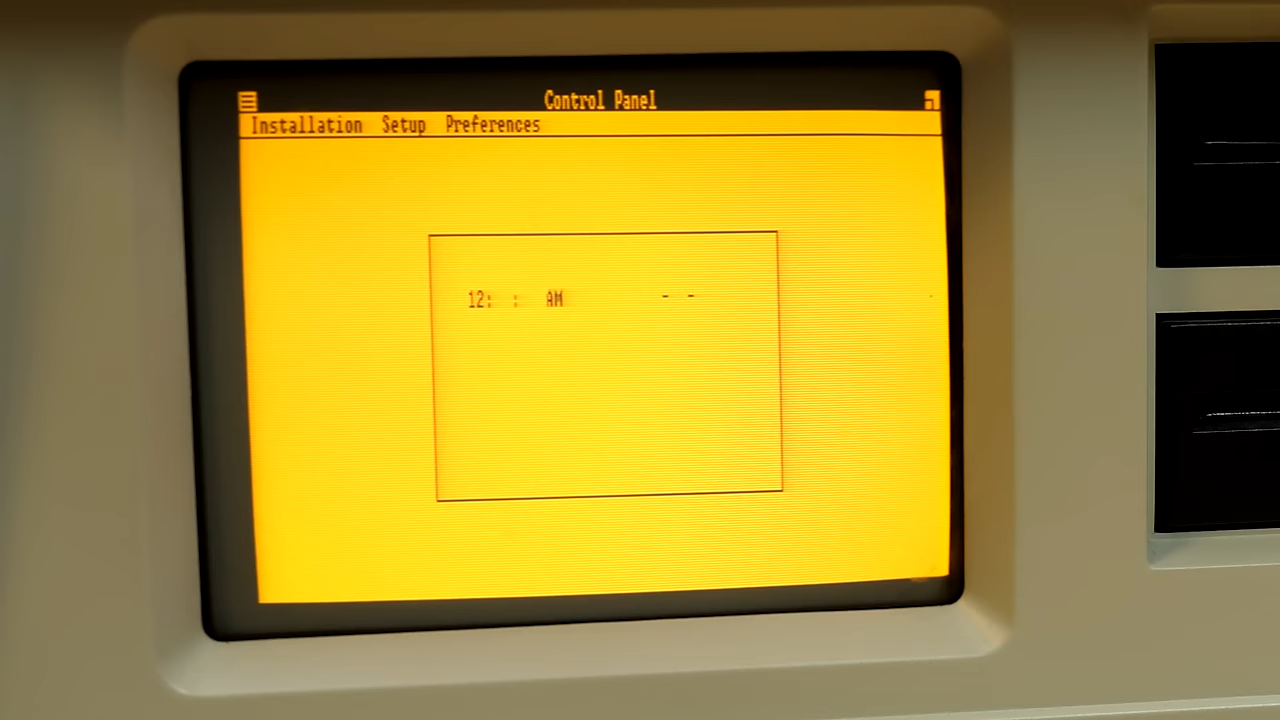 Control Panel
Installation Setup Preferences
12: : AM - -